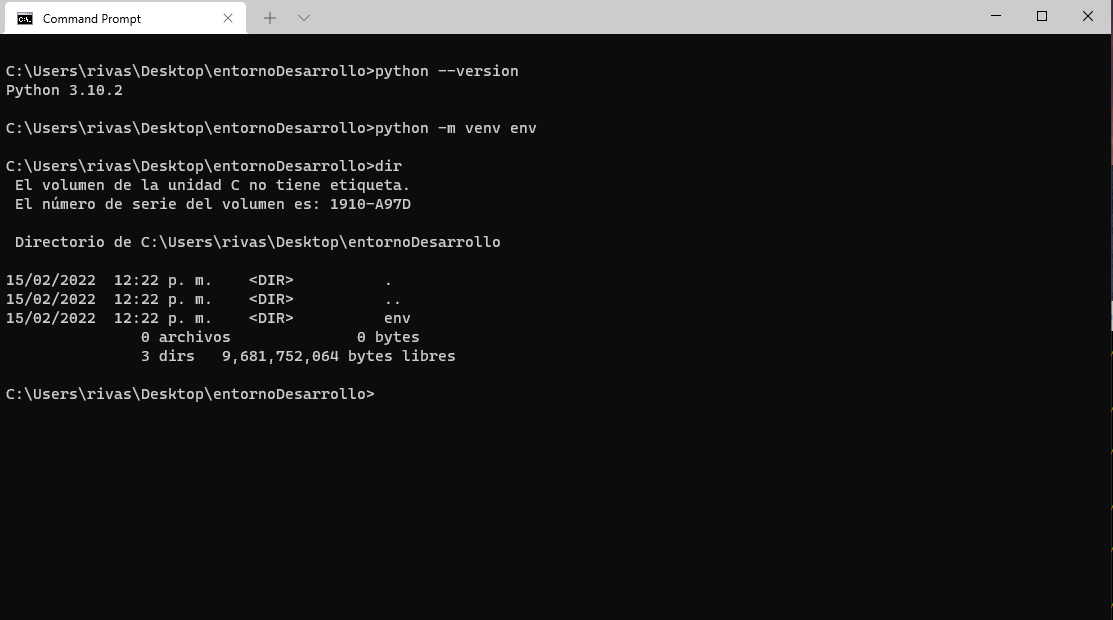 Command Prompt
C:\Users\rivas\Desktop\entornoDesarrollo>python --version
Python 3.10.2
C:\Users\rivas\Desktop\entornoDesarrollo>python -m venv env
C:\Users\rivas\Desktop\entornoDesarrollo>dir
El volumen de la unidad C no tiene etiqueta.
El número de serie del volumen es: 1910-A97D
Directorio de C:\Users\rivas\Desktop\entornoDesarrollo
15/02/2022  12:22 p. m.    <DIR>          .
15/02/2022  12:22 p. m.    <DIR>          ..
15/02/2022  12:22 p. m.    <DIR>          env
0 archivos              0 bytes
3 dirs   9,681,752,064 bytes libres
C:\Users\rivas\Desktop\entornoDesarrollo>